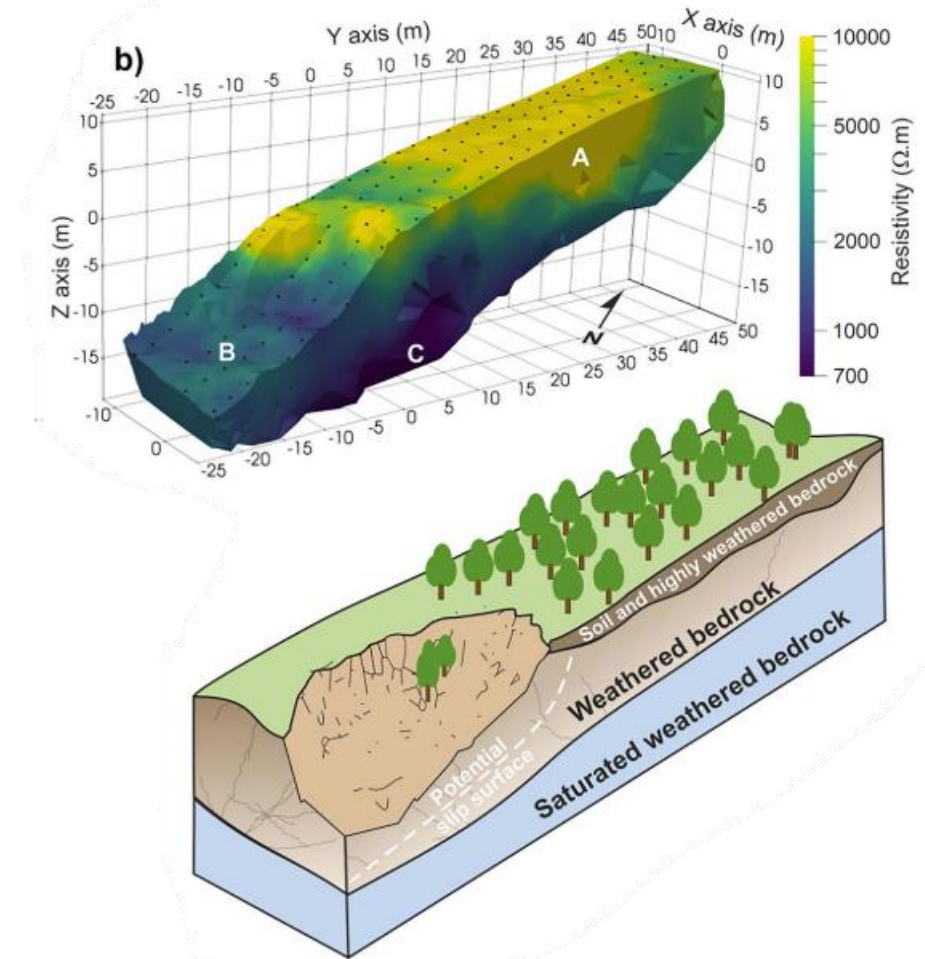 b)
Y axis (m)
X axis (m)
-25 -20 -15 -10 -5 0 5 10 15 20 25 30 35 40 45 50 10 0
10
5
0
-5
-10
-15
Z axis (m)
10
5
0
-5
-10
-15
A
B
C
N
-10
0
-25 -20 -15 -10 -5 0 5 10 15 20 25 30 35 40 45 50
10000
5000
2000
1000
700
Resistivity (Ω.m)
Soil and highly weathered bedrock
Weathered bedrock
Saturated weathered bedrock
Potential
slip surface